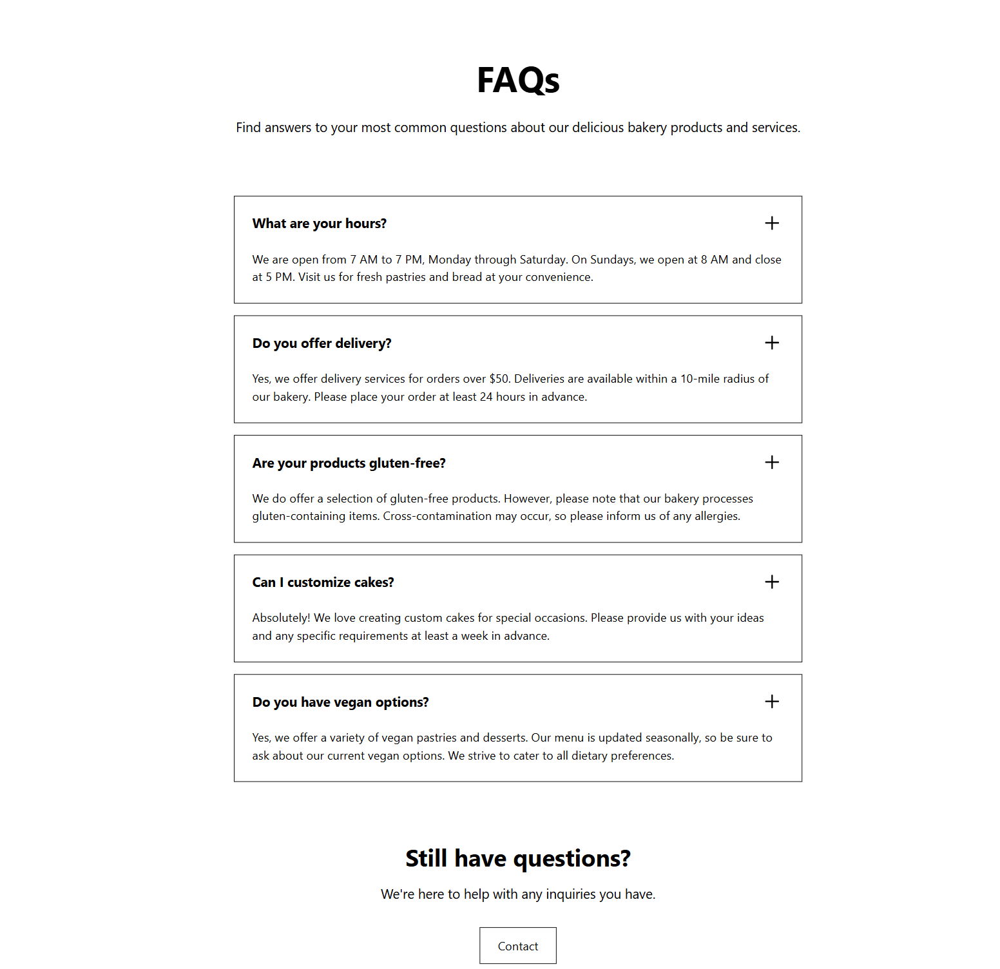 FAQs
Find answers to your most common questions about our delicious bakery products and services.
What are your hours?
We are open from 7 AM to 7 PM, Monday through Saturday. On Sundays, we open at 8 AM and close
at 5 PM. Visit us for fresh pastries and bread at your convenience.
Do you offer delivery?
Yes, we offer delivery services for orders over $50. Deliveries are available within a 10-mile radius of
our bakery. Please place your order at least 24 hours in advance.
Are your products gluten-free?
We do offer a selection of gluten-free products. However, please note that our bakery processes
gluten-containing items. Cross-contamination may occur, so please inform us of any allergies.
Can I customize cakes?
Absolutely! We love creating custom cakes for special occasions. Please provide us with your ideas
and any specific requirements at least a week in advance.
Do you have vegan options?
Yes, we offer a variety of vegan pastries and desserts. Our menu is updated seasonally, so be sure to
ask about our current vegan options. We strive to cater to all dietary preferences.
Still have questions?
We're here to help with any inquiries you have.
Contact